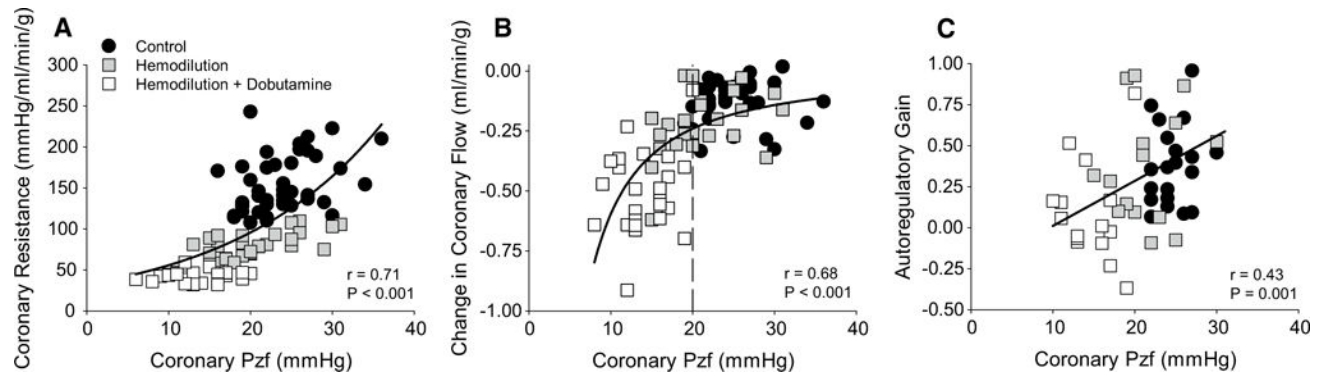 A
Coronary Resistance (mmHg/ml/min/g)
Control
Hemodilution
Hemodilution + Dobutamine
300
250
200
150
100
50
0
r = 0.71
P < 0.001
0 10 20 30 40
Coronary Pzf (mmHg)
B
Change in Coronary Flow (ml/min/g)
0.00
-0.25
-0.50
-0.75
-1.00
r = 0.68
P < 0.001
0 10 20 30 40
Coronary Pzf (mmHg)
C
Autoregulatory Gain
1.00
0.75
0.50
0.25
0.00
-0.25
-0.50
r = 0.43
P = 0.001
0 10 20 30 40
Coronary Pzf (mmHg)